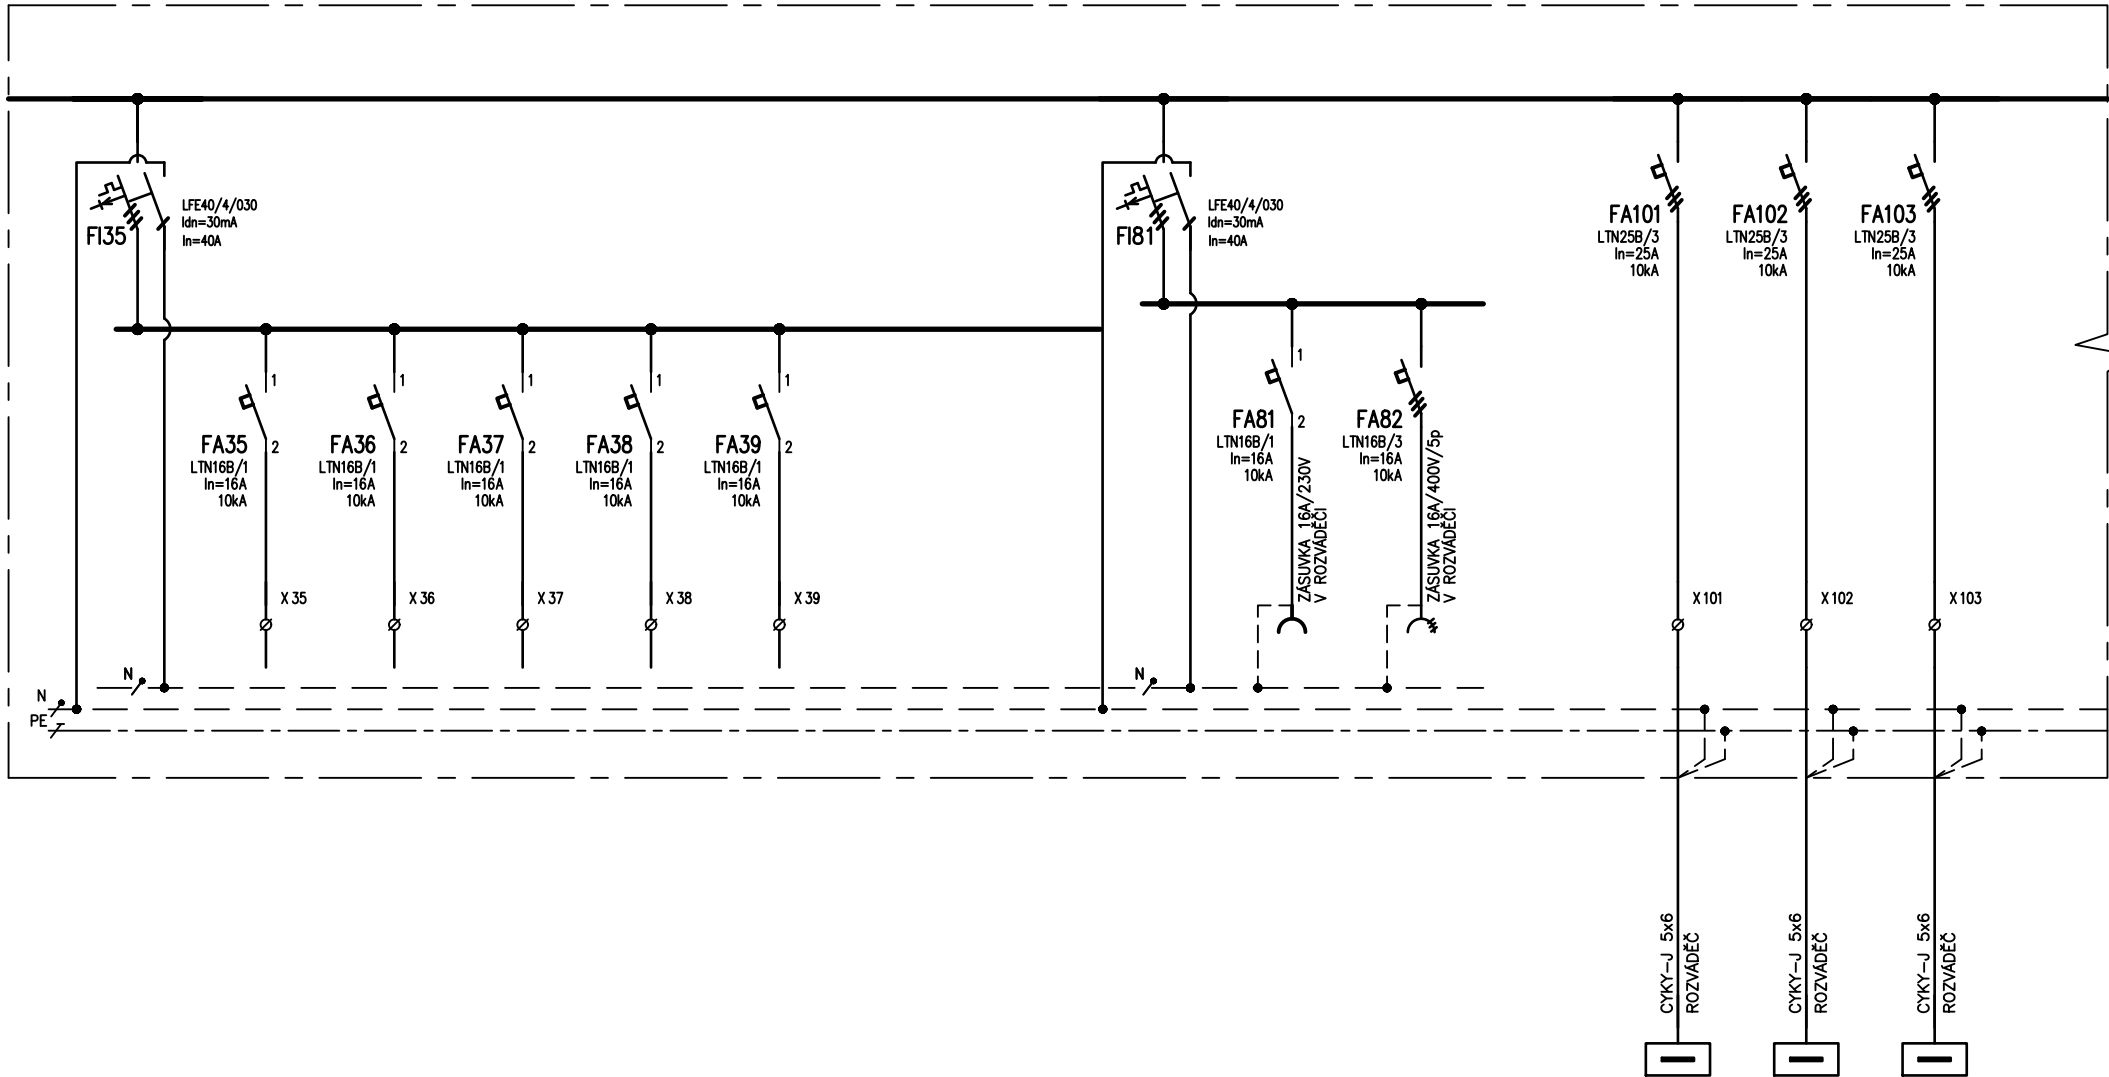 LFE40/4/030
Idn=30mA
In=40A
FI35
LFE40/4/030
Idn=30mA
In=40A
FI81
FA101
LTN25B/3
In=25A
10kA
FA102
LTN25B/3
In=25A
10kA
FA103
LTN25B/3
In=25A
10kA
1
FA35
2
LTN16B/1
In=16A
10kA
1
FA36
2
LTN16B/1
In=16A
10kA
1
FA37
2
LTN16B/1
In=16A
10kA
1
FA38
2
LTN16B/1
In=16A
10kA
1
FA39
2
LTN16B/1
In=16A
10kA
1
FA81
2
LTN16B/1
In=16A
10kA
ZÁSUVKA 16A/230V
V ROZVÁDĚČI
FA82
LTN16B/3
In=16A
10kA
ZÁSUVKA 16A/400V/5p
V ROZVÁDĚČI
X 35
X 36
X 37
X 38
X 39
X 101
X 102
X 103
N
N
N
PE
CYKY-J 5x6
ROZVÁDĚČ
CYKY-J 5x6
ROZVÁDĚČ
CYKY-J 5x6
ROZVÁDĚČ